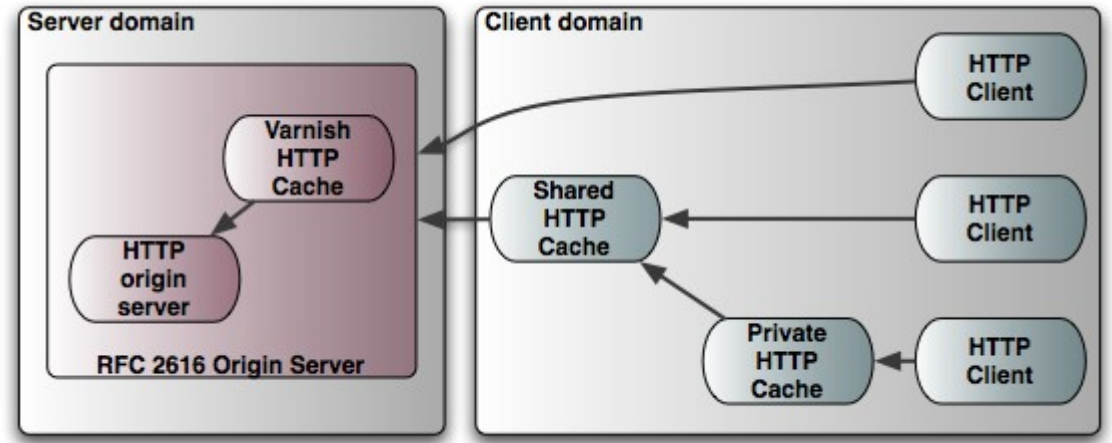 Server domain
Varnish
HTTP
Cache
HTTP
origin
server
RFC 2616 Origin Server
Client domain
HTTP
Client
Shared
HTTP
Cache
HTTP
Client
Private
HTTP
Cache
HTTP
Client